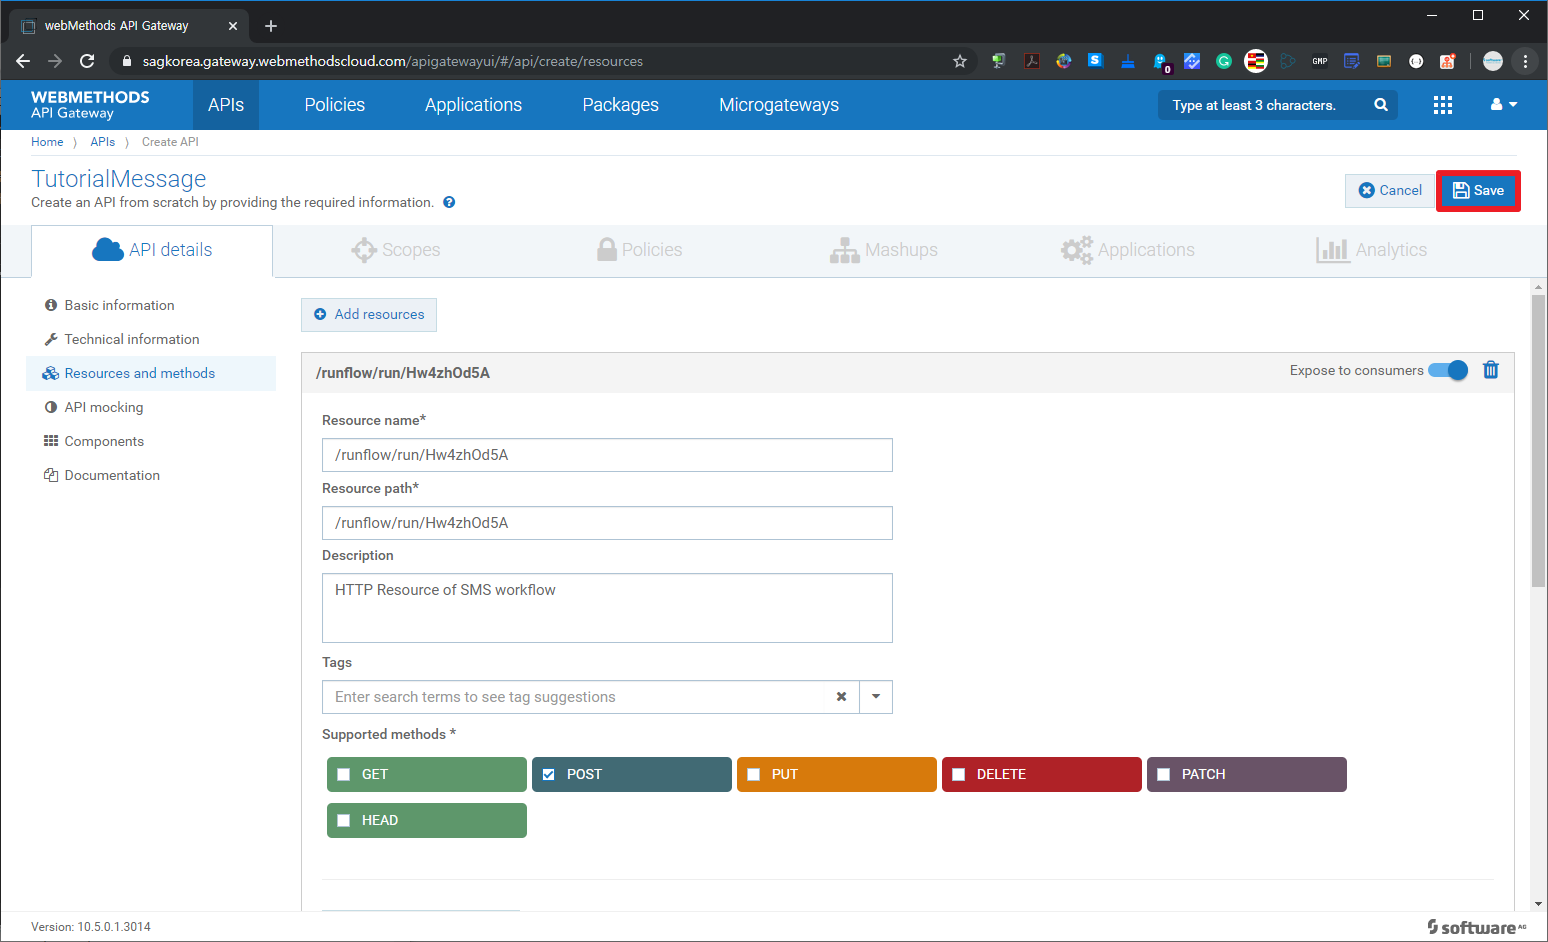 webMethods API Gateway
sagkorea.gateway.webmethodscloud.com/apigatewayui/#/api/create/resources
S
0
G
GMP
WEBMETHODS
API Gateway
APIs
Policies
Applications
Packages
Microgateways
Type at least 3 characters.
Home
APIs
Create API
TutorialMessage
Create an API from scratch by providing the required information.
Cancel
Save
API details
Scopes
Policies
Mashups
Applications
Analytics
Basic information
Technical information
Resources and methods
API mocking
Components
Documentation
Add resources
/runflow/run/Hw4zhOd5A
Expose to consumers
Resource name*
/runflow/run/Hw4zhOd5A
Resource path*
/runflow/run/Hw4zhOd5A
Description
HTTP Resource of SMS workflow
Tags
Enter search terms to see tag suggestions
Supported methods *
GET
POST
PUT
DELETE
PATCH
HEAD
Version: 10.5.0.1.3014
software AG